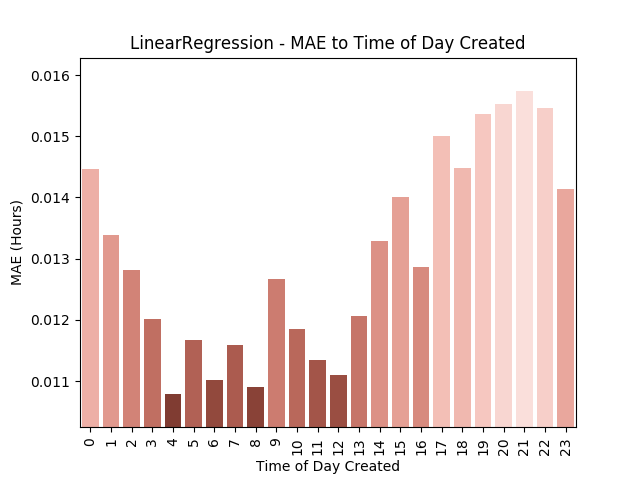 LinearRegression - MAE to Time of Day Created
0.016
0.015
0.014
0.013
0.012
0.011
MAE (Hours)
0 1 2 3 4 5 6 7 8 9 10 11 12 13 14 15 16 17 18 19 20 21 22 23
Time of Day Created